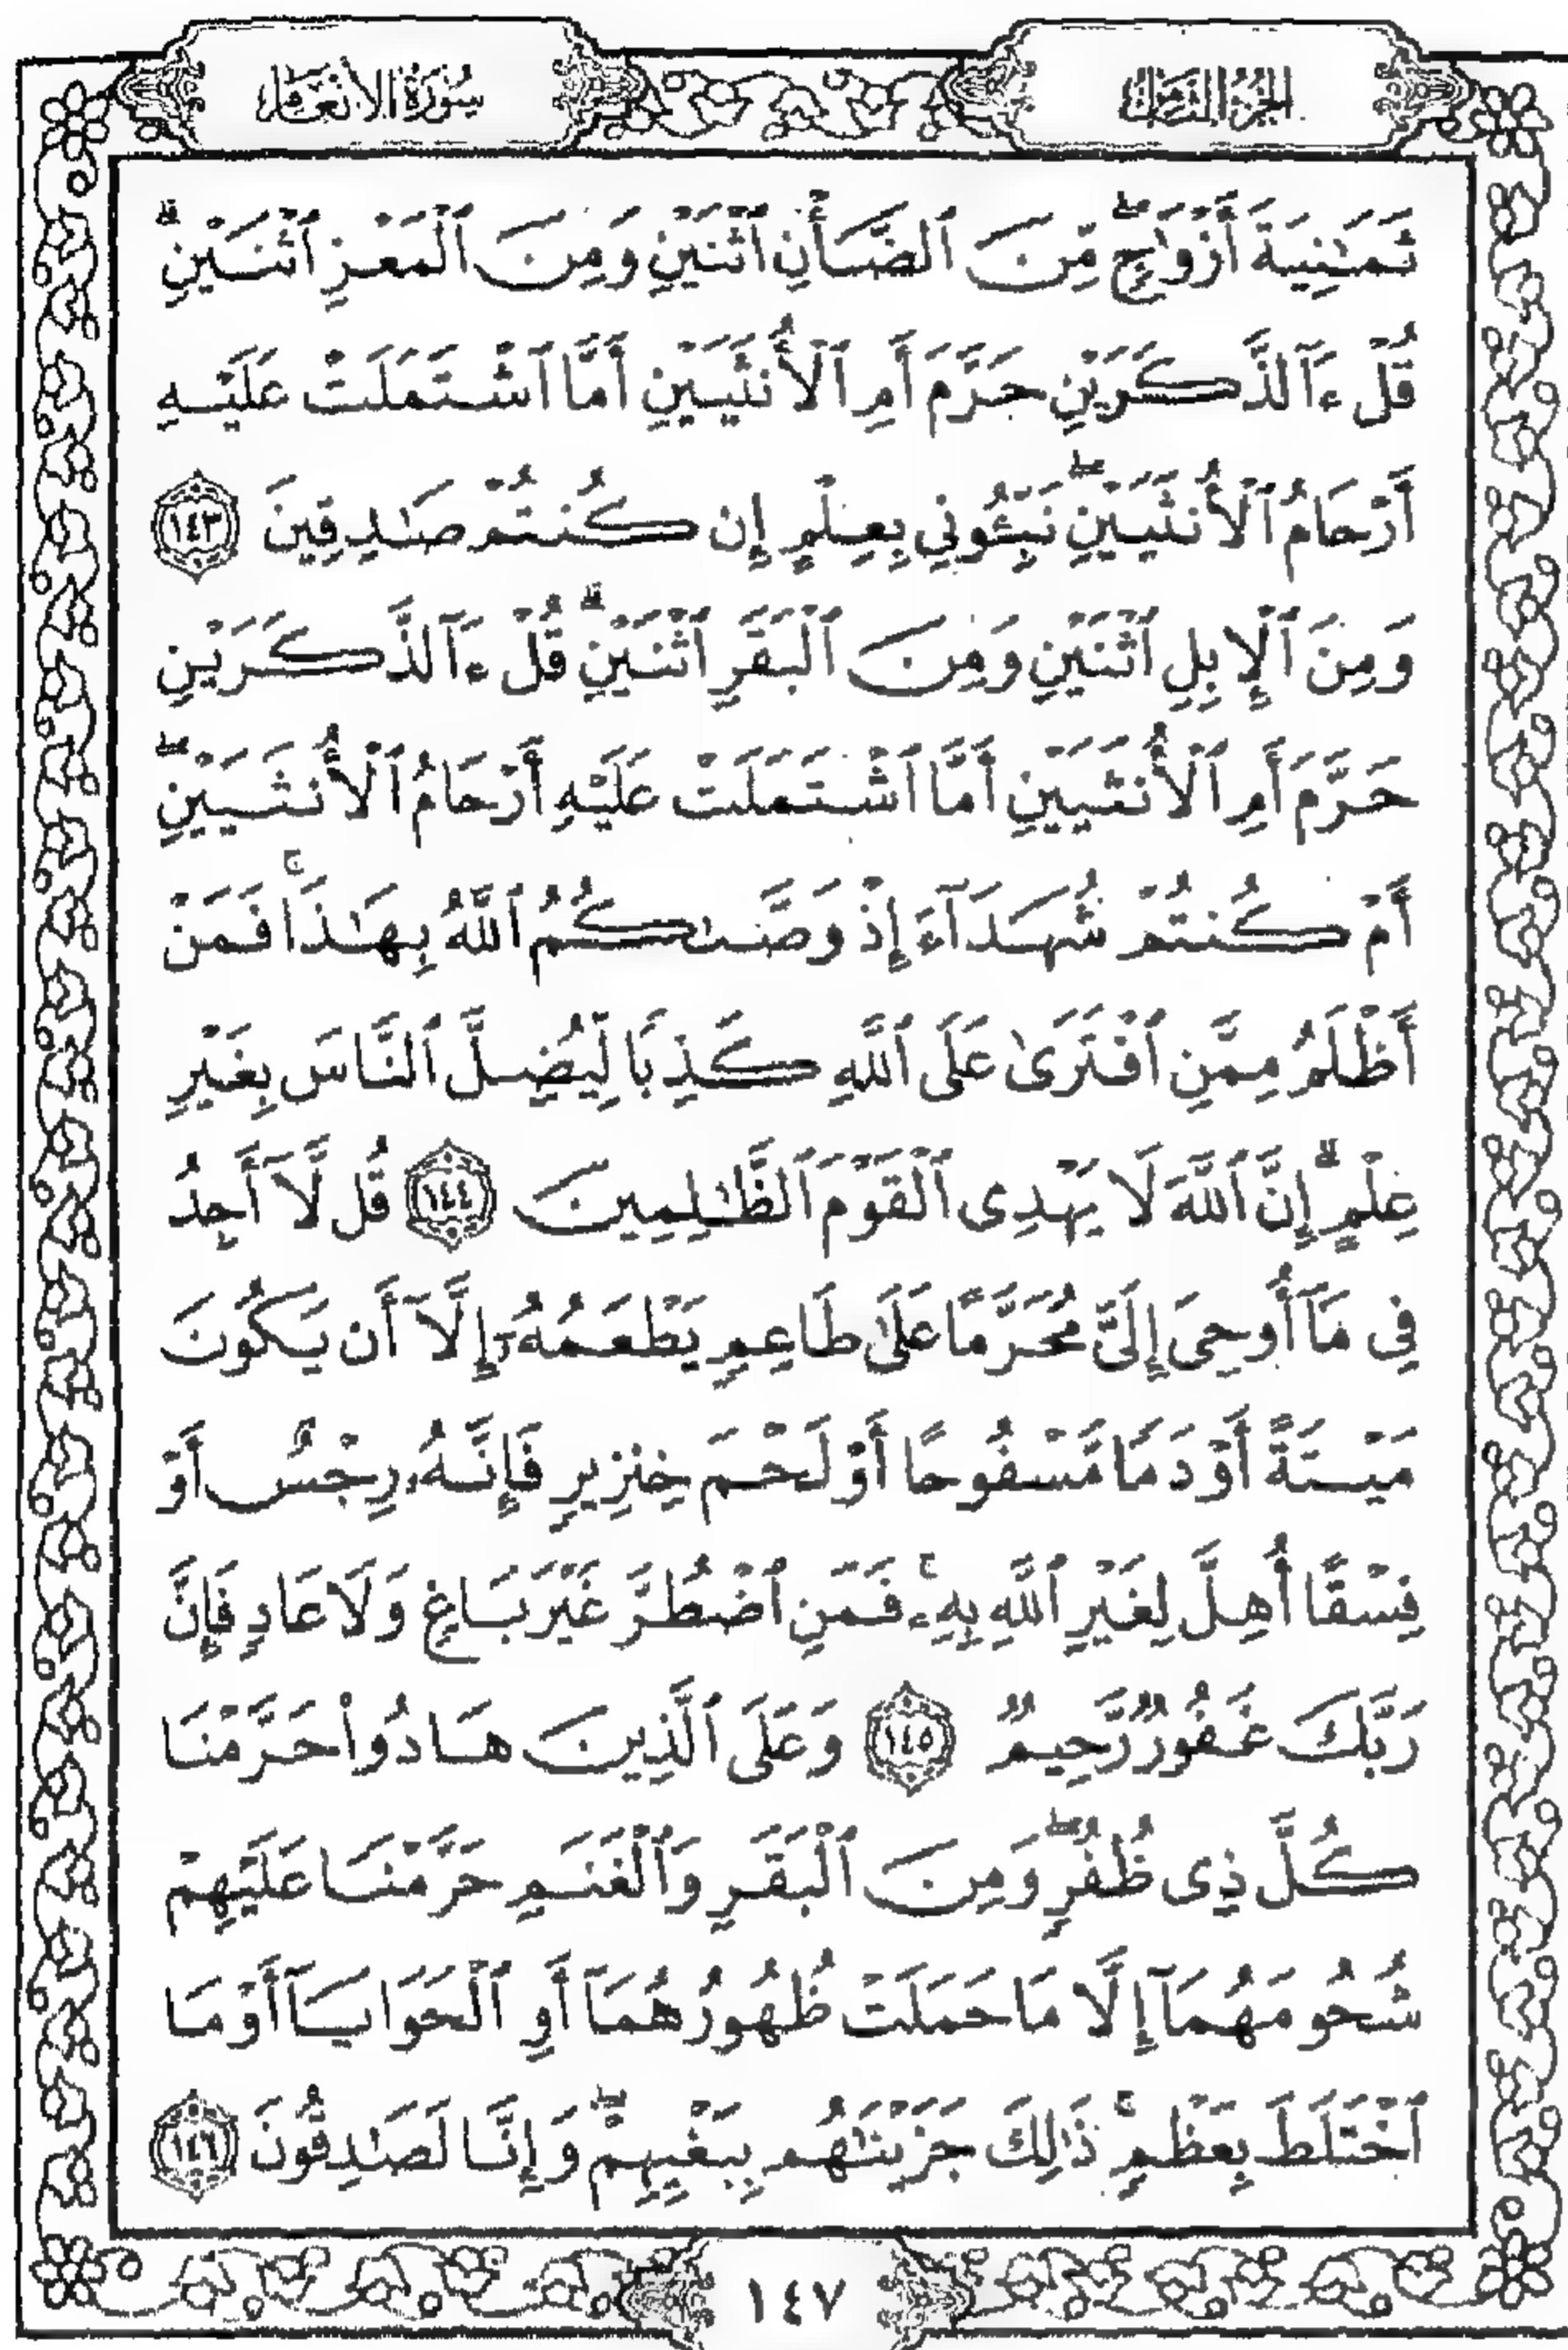 الجزء الثامن
سورة الأنعام
ثَمَٰنِيَةَ أَزْوَٰجٍۖ مِّنَ ٱلضَّأْنِ ٱثْنَيْنِ وَمِنَ ٱلْمَعْزِ ٱثْنَيْنِۗ
قُلْ ءَآلذَّكَرَيْنِ حَرَّمَ أَمِ ٱلْأُنثَيَيْنِ أَمَّا ٱشْتَمَلَتْ عَلَيْهِ
أَرْحَامُ ٱلْأُنثَيَيْنِۖ نَبِّـُٔونِي بِعِلْمٍ إِن كُنتُمْ صَٰدِقِينَ ١٤٣
وَمِنَ ٱلْإِبِلِ ٱثْنَيْنِ وَمِنَ ٱلْبَقَرِ ٱثْنَيْنِۗ قُلْ ءَآلذَّكَرَيْنِ
حَرَّمَ أَمِ ٱلْأُنثَيَيْنِ أَمَّا ٱشْتَمَلَتْ عَلَيْهِ أَرْحَامُ ٱلْأُنثَيَيْنِۖ
أَمْ كُنتُمْ شُهَدَآءَ إِذْ وَصَّىٰكُمُ ٱللَّهُ بِهَٰذَاۚ فَمَنْ
أَظْلَمُ مِمَّنِ ٱفْتَرَىٰ عَلَى ٱللَّهِ كَذِبًا لِّيُضِلَّ ٱلنَّاسَ بِغَيْرِ
عِلْمٍۗ إِنَّ ٱللَّهَ لَا يَهْدِى ٱلْقَوْمَ ٱلظَّٰلِمِينَ ١٤٤ قُل لَّآ أَجِدُ
فِى مَآ أُوحِىَ إِلَىَّ مُحَرَّمًا عَلَىٰ طَاعِمٍ يَطْعَمُهُۥٓ إِلَّآ أَن يَكُونَ
مَيْتَةً أَوْ دَمًا مَّسْفُوحًا أَوْ لَحْمَ خِنزِيرٍ فَإِنَّهُۥ رِجْسٌ أَوْ
فِسْقًا أُهِلَّ لِغَيْرِ ٱللَّهِ بِهِۦۚ فَمَنِ ٱضْطُرَّ غَيْرَ بَاغٍ وَلَا عَادٍ فَإِنَّ
رَبَّكَ غَفُورٌ رَّحِيمٌ ١٤٥ وَعَلَى ٱلَّذِينَ هَادُوا۟ حَرَّمْنَا
كُلَّ ذِى ظُفُرٍۖ وَمِنَ ٱلْبَقَرِ وَٱلْغَنَمِ حَرَّمْنَا عَلَيْهِمْ
شُحُومَهُمَآ إِلَّا مَا حَمَلَتْ ظُهُورُهُمَآ أَوِ ٱلْحَوَايَآ أَوْ مَا
ٱخْتَلَطَ بِعَظْمٍۚ ذَٰلِكَ جَزَيْنَٰهُم بِبَغْيِهِمْۖ وَإِنَّا لَصَٰدِقُونَ ١٤٦
١٤٧